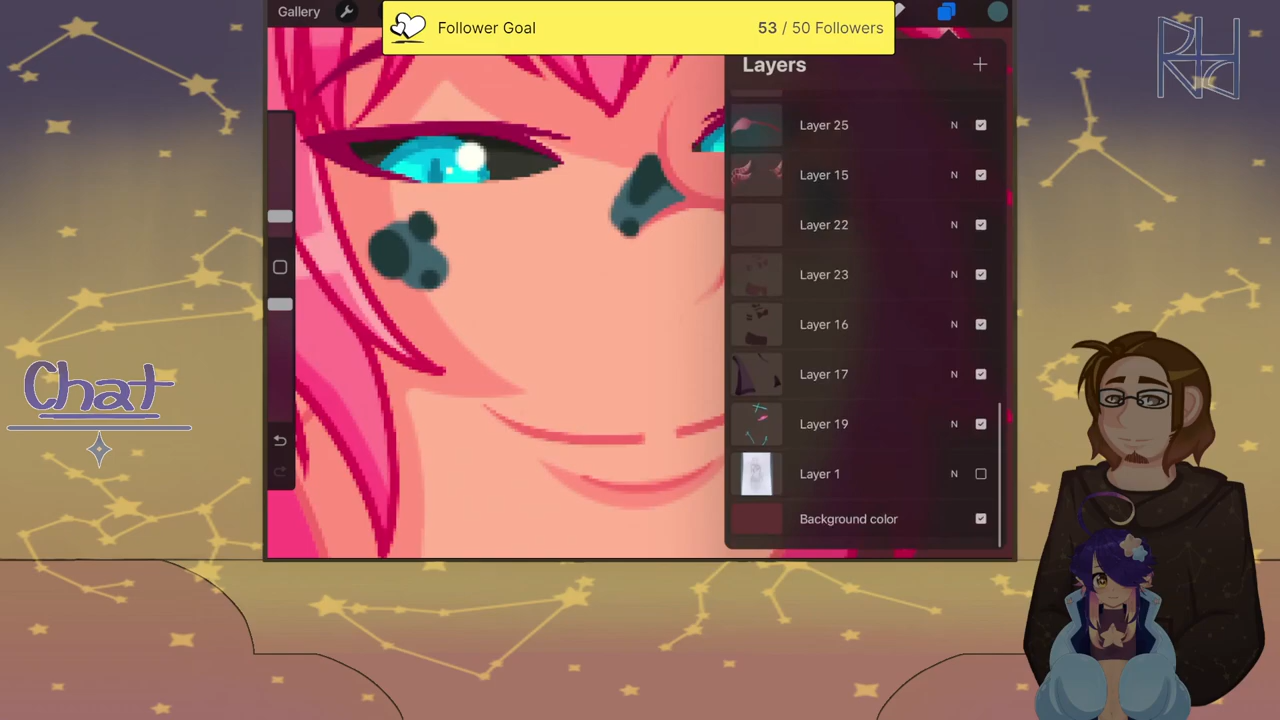 Gallery
Follower Goal
53 / 50 Followers
Layers
Layer 25 N
Layer 15 N
Layer 22 N
Layer 23 N
Layer 16 N
Layer 17 N
Layer 19 N
Layer 1 N
Background color
Chat